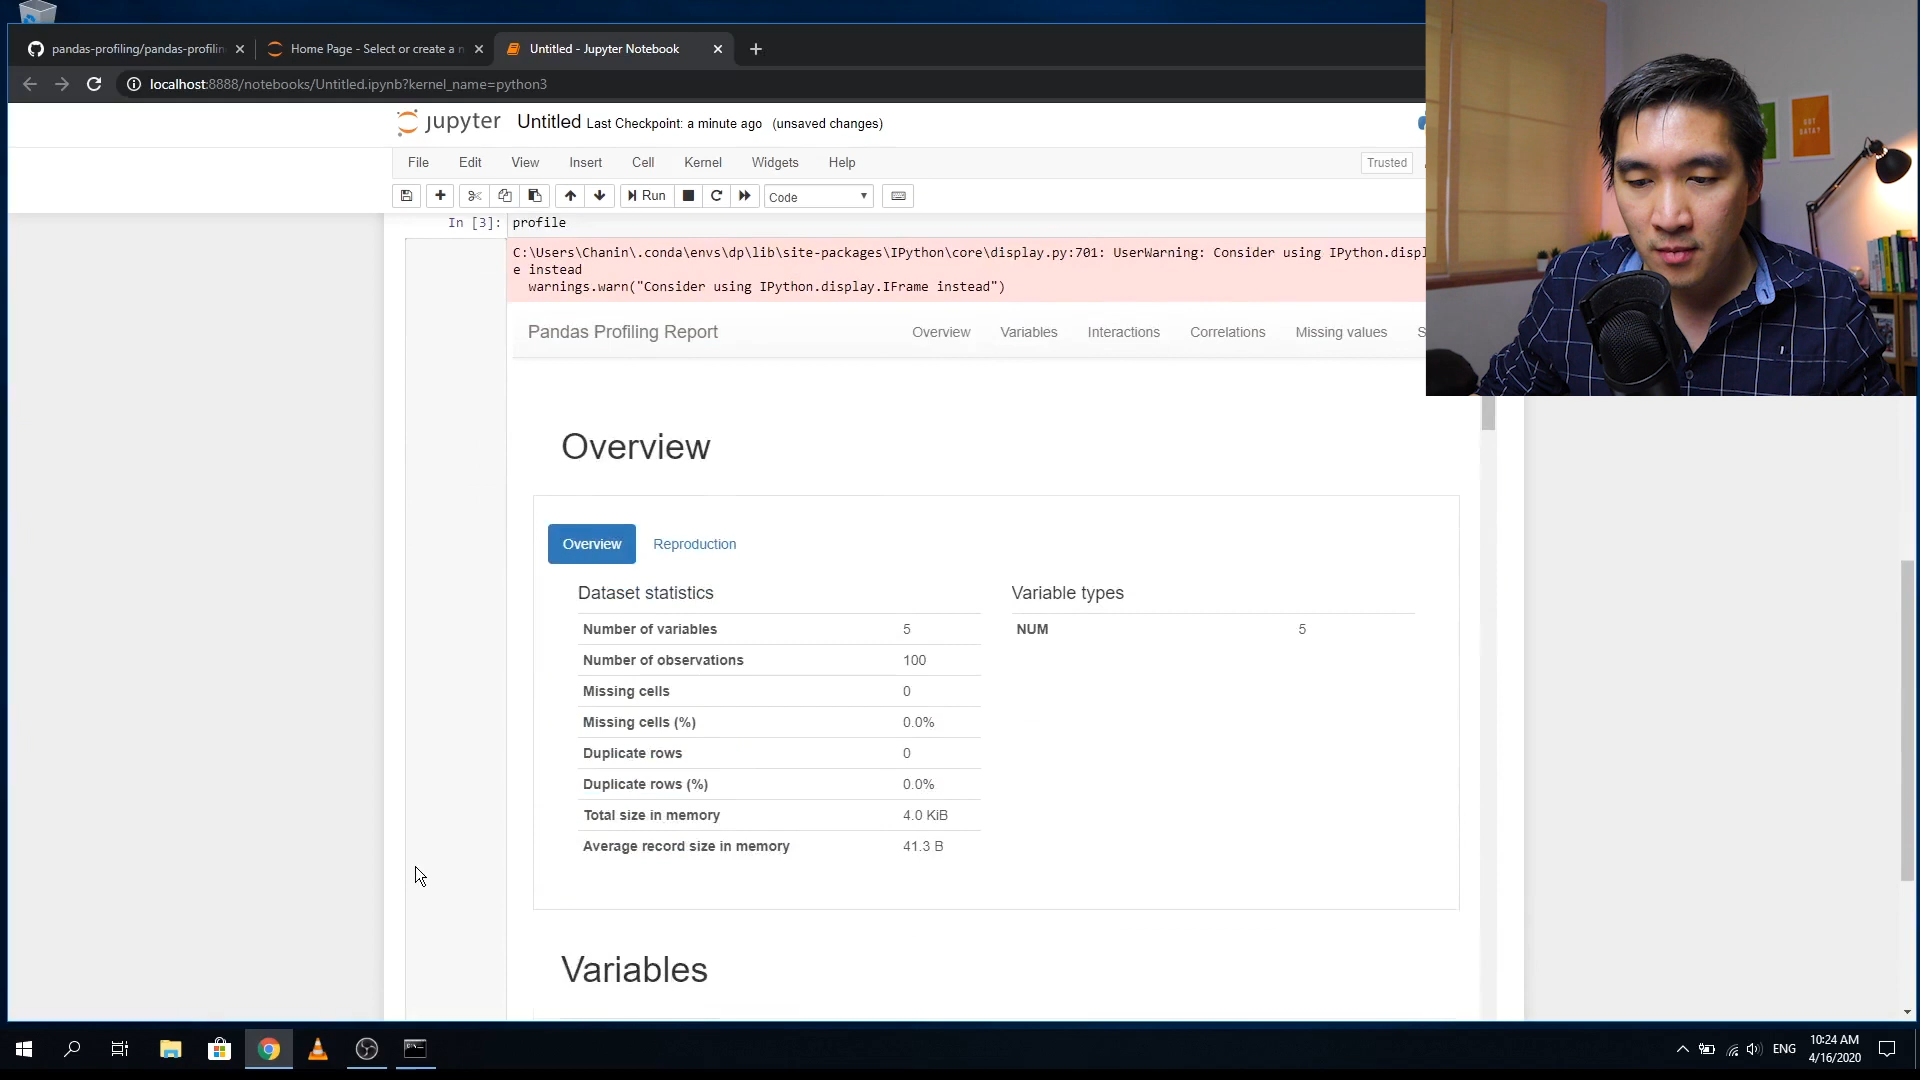 pandas-profiling/pandas-profilin
Home Page - Select or create a n
Untitled - Jupyter Notebook
localhost:8888/notebooks/Untitled.ipynb?kernel_name=python3
jupyter Untitled Last Checkpoint: a minute ago (unsaved changes)
File Edit View Insert Cell Kernel Widgets Help Trusted
Run Code
In [3]: profile
C:\Users\Chanin\.conda\envs\dp\lib\site-packages\IPython\core\display.py:701: UserWarning: Consider using IPython.displ
e instead
warnings.warn("Consider using IPython.display.IFrame instead")
Pandas Profiling Report Overview Variables Interactions Correlations Missing values S
Overview
Overview Reproduction
Dataset statistics Variable types
Number of variables 5 NUM 5
Number of observations 100
Missing cells 0
Missing cells (%) 0.0%
Duplicate rows 0
Duplicate rows (%) 0.0%
Total size in memory 4.0 KiB
Average record size in memory 41.3 B
Variables
ENG 10:24 AM
4/16/2020